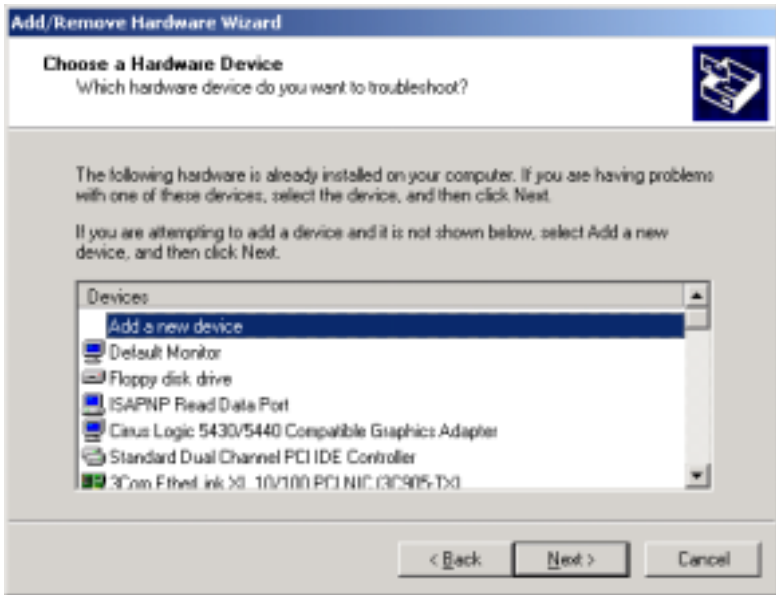 Add/Remove Hardware Wizard
Choose a Hardware Device
Which hardware device do you want to troubleshoot?
The following hardware is already installed on your computer. If you are having problems
with one of these devices, select the device, and then click Next.
If you are attempting to add a device and it is not shown below, select Add a new
device, and then click Next.
Devices
Add a new device
Default Monitor
Floppy disk drive
ISAPNP Read Data Port
Cirrus Logic 5430/5440 Compatible Graphics Adapter
Standard Dual Channel PCI IDE Controller
3Com EtherLink XL 10/100 PCI NIC (3C905-TX)
< Back
Next >
Cancel